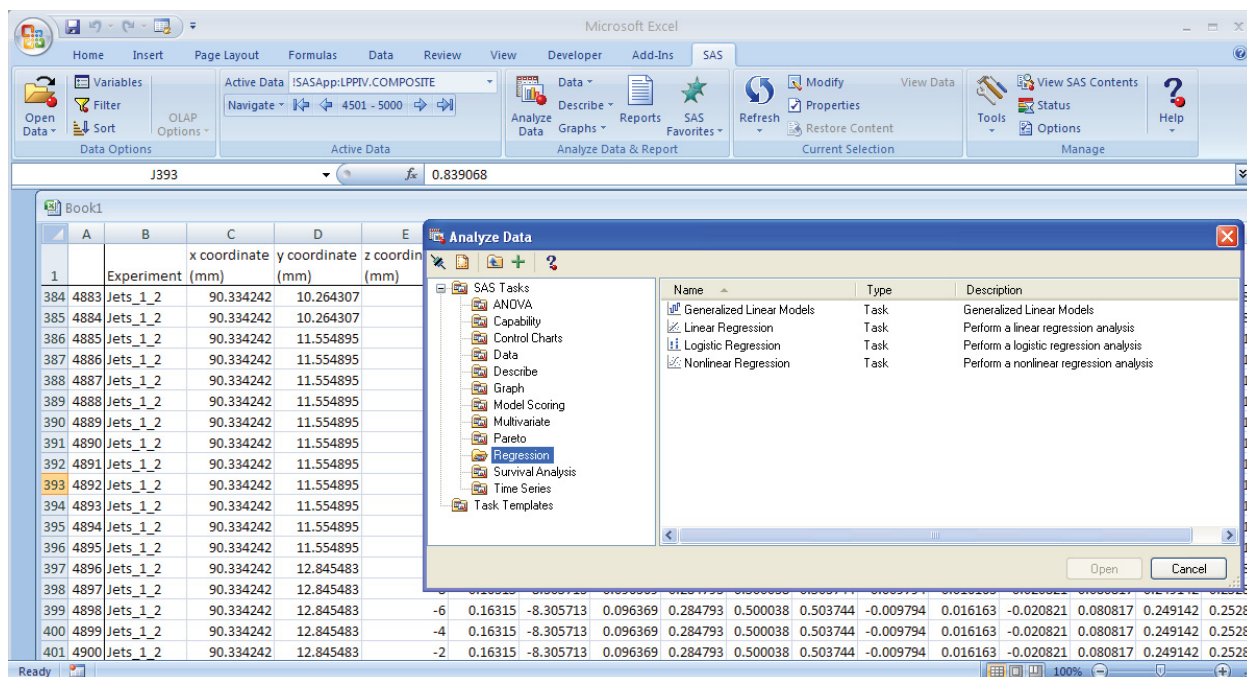 Microsoft Excel
Home Insert Page Layout Formulas Data Review View Developer Add-Ins SAS
Variables Active Data !SASApp:LPPIV.COMPOSITE Data Modify View Data View SAS Contents
Filter Navigate 4501 - 5000 Describe Properties Status
Open Data Sort OLAP Options Analyze Data Graphs Reports SAS Favorites Refresh Restore Content Tools Options Help
Data Options Active Data Analyze Data & Report Current Selection Manage
J393 fx 0.839068
Book1
A B C D E
x coordinate y coordinate z coordin
1 Experiment (mm) (mm) (mm)
384 4883 Jets_1_2 90.334242 10.264307
385 4884 Jets_1_2 90.334242 10.264307
386 4885 Jets_1_2 90.334242 11.554895
387 4886 Jets_1_2 90.334242 11.554895
388 4887 Jets_1_2 90.334242 11.554895
389 4888 Jets_1_2 90.334242 11.554895
390 4889 Jets_1_2 90.334242 11.554895
391 4890 Jets_1_2 90.334242 11.554895
392 4891 Jets_1_2 90.334242 11.554895
393 4892 Jets_1_2 90.334242 11.554895
394 4893 Jets_1_2 90.334242 11.554895
395 4894 Jets_1_2 90.334242 11.554895
396 4895 Jets_1_2 90.334242 11.554895
397 4896 Jets_1_2 90.334242 12.845483
398 4897 Jets_1_2 90.334242 12.845483
399 4898 Jets_1_2 90.334242 12.845483 -6 0.16315 -8.305713 0.096369 0.284793 0.500038 0.503744 -0.009794 0.016163 -0.020821 0.080817 0.249142 0.2528
400 4899 Jets_1_2 90.334242 12.845483 -4 0.16315 -8.305713 0.096369 0.284793 0.500038 0.503744 -0.009794 0.016163 -0.020821 0.080817 0.249142 0.2528
401 4900 Jets_1_2 90.334242 12.845483 -2 0.16315 -8.305713 0.096369 0.284793 0.500038 0.503744 -0.009794 0.016163 -0.020821 0.080817 0.249142 0.2528
Analyze Data
SAS Tasks
ANOVA
Capability
Control Charts
Data
Describe
Graph
Model Scoring
Multivariate
Pareto
Regression
Survival Analysis
Time Series
Task Templates
Name Type Description
Generalized Linear Models Task Generalized Linear Models
Linear Regression Task Perform a linear regression analysis
Logistic Regression Task Perform a logistic regression analysis
Nonlinear Regression Task Perform a nonlinear regression analysis
Open Cancel
Ready 100%